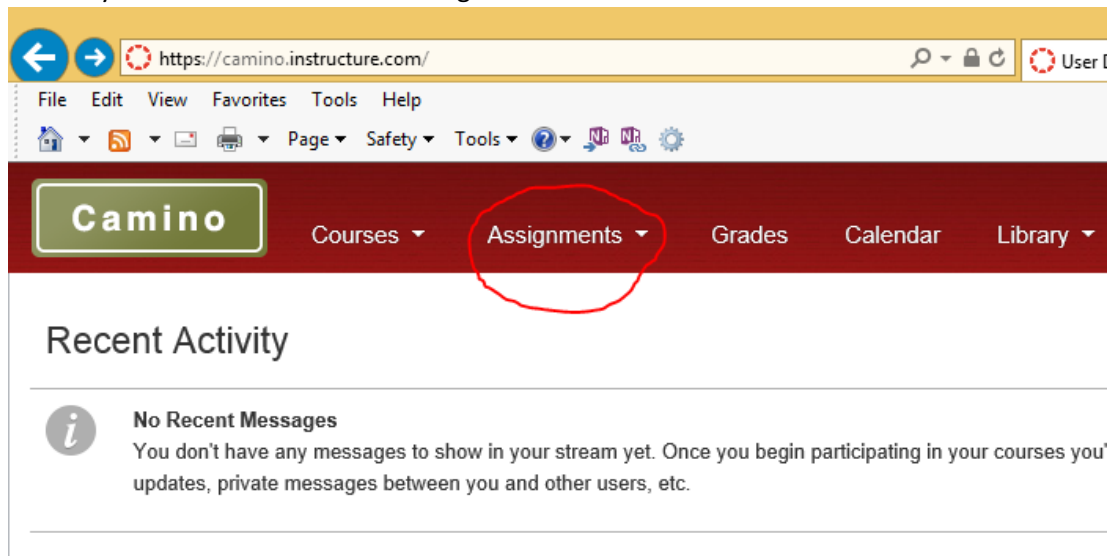 https://camino.instructure.com/
User D
File Edit View Favorites Tools Help
Page Safety Tools
Camino Courses Assignments Grades Calendar Library
Recent Activity
No Recent Messages
You don't have any messages to show in your stream yet. Once you begin participating in your courses you'
updates, private messages between you and other users, etc.